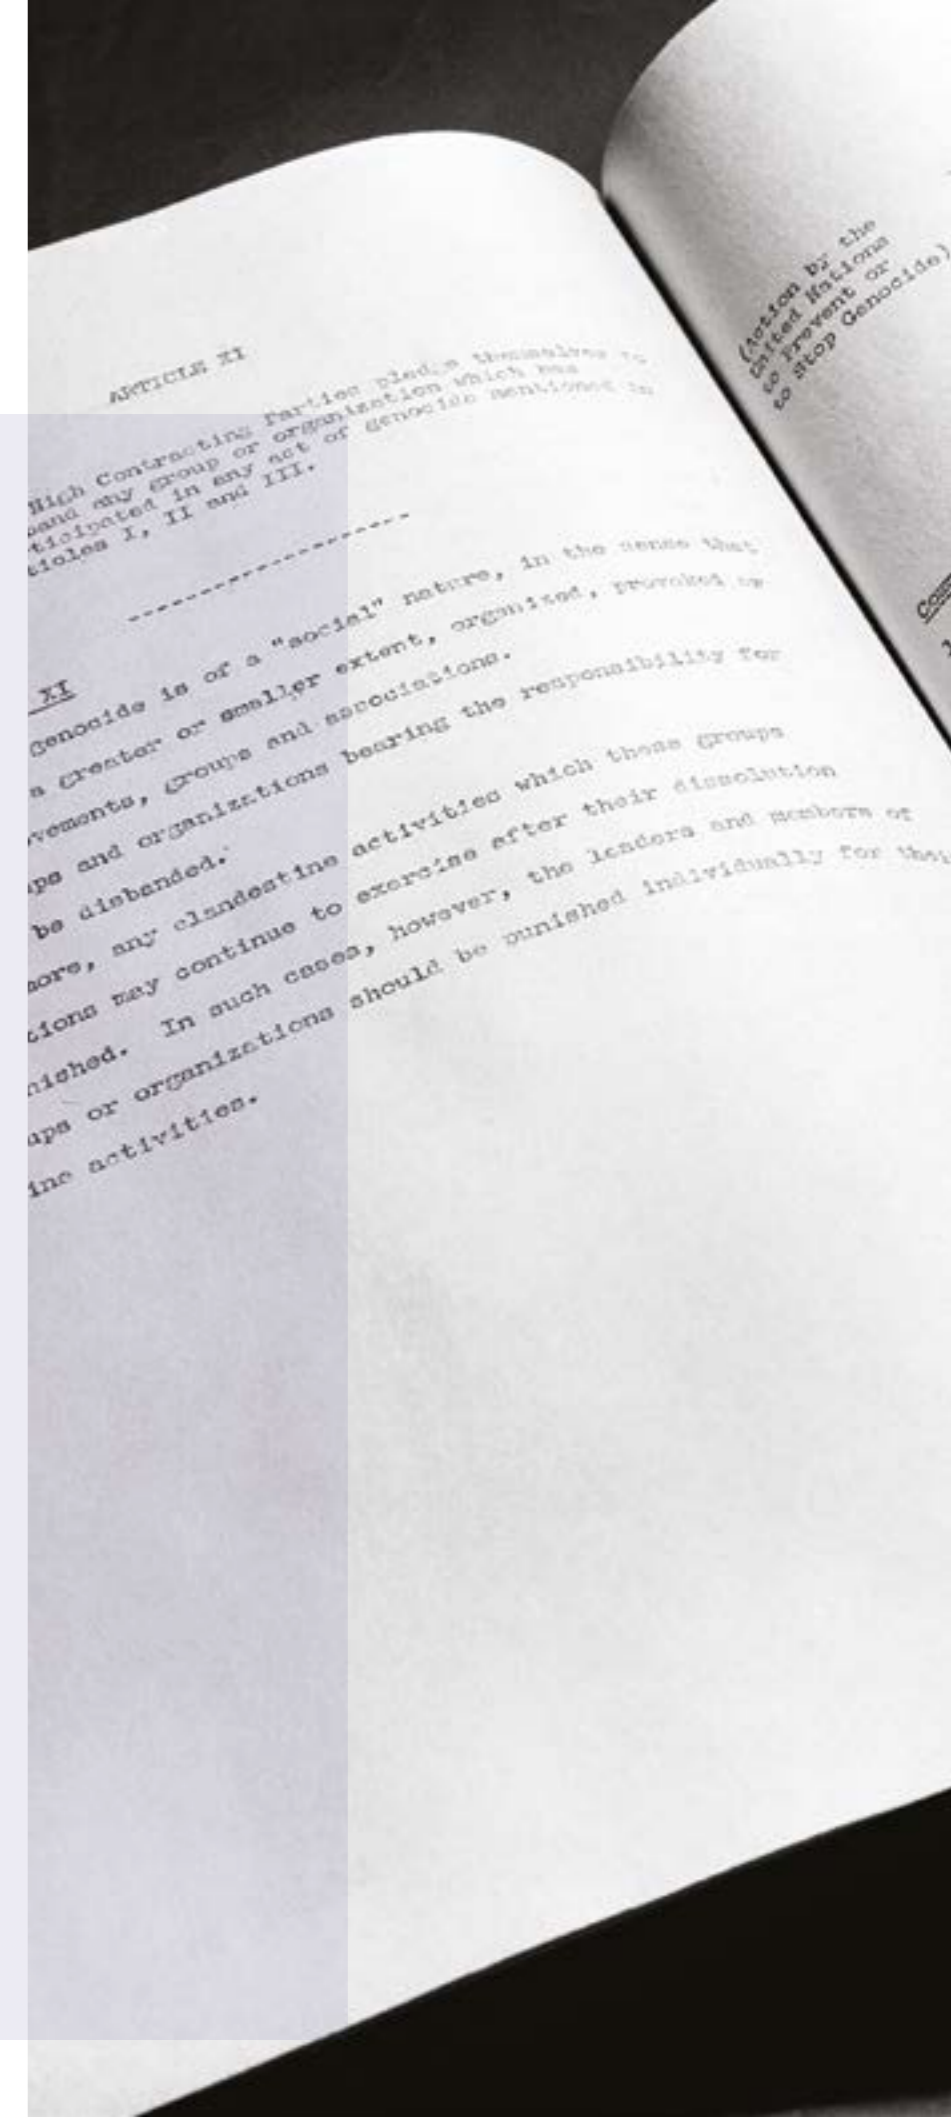 ARTICLE XI
High Contracting Parties pledge themselves to
band any group or organization which has
ticipated in any act of genocide mentioned in
ticles I, II and III.
--------------------
XI
genocide is of a "social" nature, in the sense that
a greater or smaller extent, organised, provoked or
vements, groups and associations.
ps and organizations bearing the responsibility for
be disbanded.
more, any clandestine activities which these groups
tions may continue to exercise after their dissolution
nished. In such cases, however, the leaders and members of
ups or organizations should be punished individually for their
ine activities.
(Action by the
United Nations
to Prevent or
to Stop Genocide)